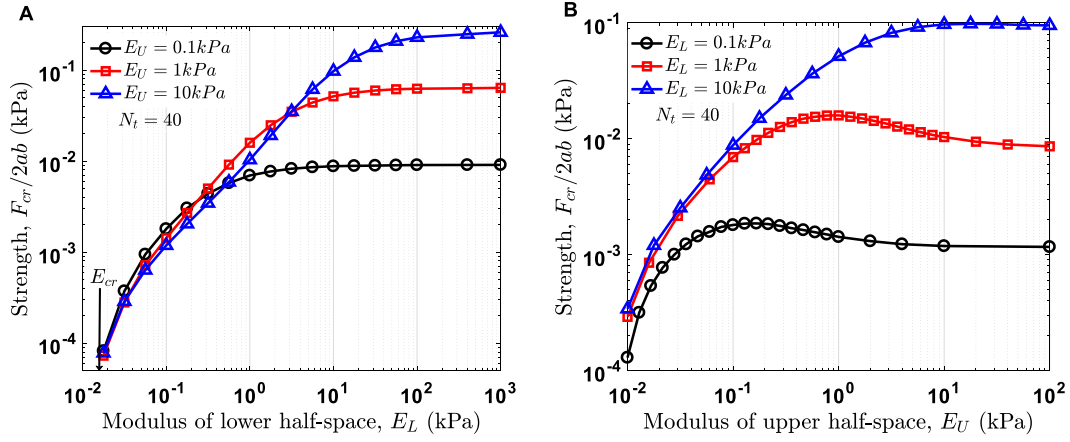 A
E_U = 0.1kPa
E_U = 1kPa
E_U = 10kPa
N_t = 40
E_cr
10^-1
10^-2
10^-3
10^-4
10^-2 10^-1 10^0 10^1 10^2 10^3
Strength, F_cr/2ab (kPa)
Modulus of lower half-space, E_L (kPa)
B
E_L = 0.1kPa
E_L = 1kPa
E_L = 10kPa
N_t = 40
10^-1
10^-2
10^-3
10^-4
10^-2 10^-1 10^0 10^1 10^2
Strength, F_cr/2ab (kPa)
Modulus of upper half-space, E_U (kPa)